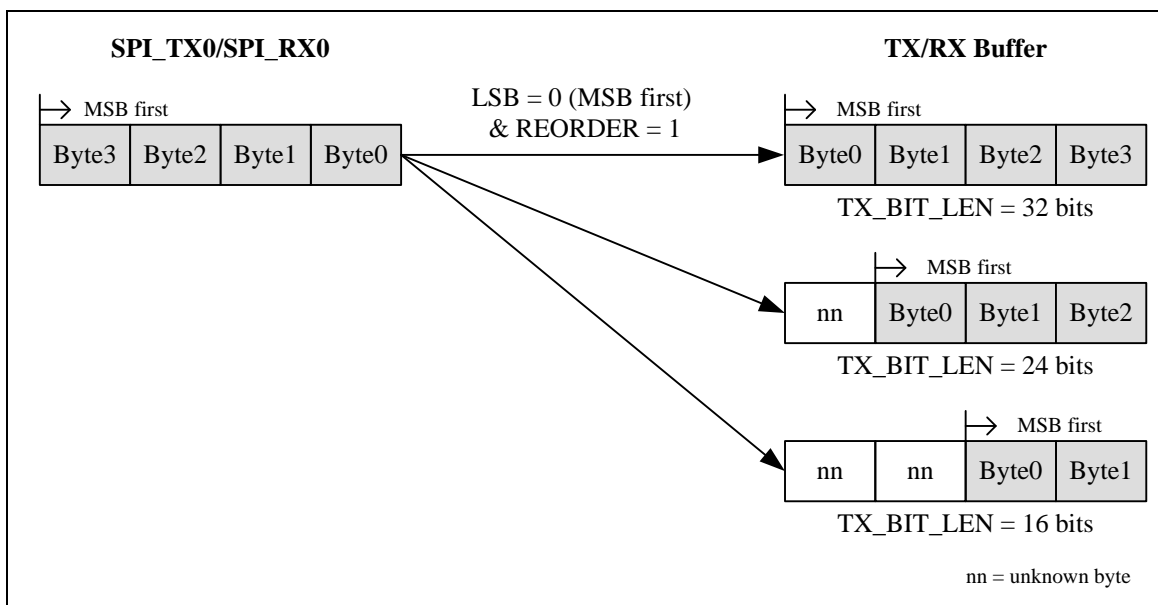 SPI_TX0/SPI_RX0
TX/RX Buffer
MSB first
LSB = 0 (MSB first)
& REORDER = 1
MSB first
Byte3 Byte2 Byte1 Byte0
Byte0 Byte1 Byte2 Byte3
TX_BIT_LEN = 32 bits
MSB first
nn Byte0 Byte1 Byte2
TX_BIT_LEN = 24 bits
MSB first
nn nn Byte0 Byte1
TX_BIT_LEN = 16 bits
nn = unknown byte